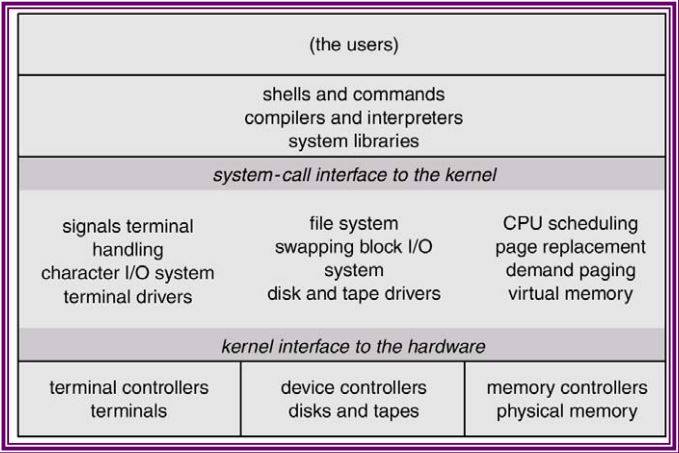 (the users)
shells and commands
compilers and interpreters
system libraries
system-call interface to the kernel
signals terminal
handling
character I/O system
terminal drivers
file system
swapping block I/O
system
disk and tape drivers
CPU scheduling
page replacement
demand paging
virtual memory
kernel interface to the hardware
terminal controllers
terminals
device controllers
disks and tapes
memory controllers
physical memory